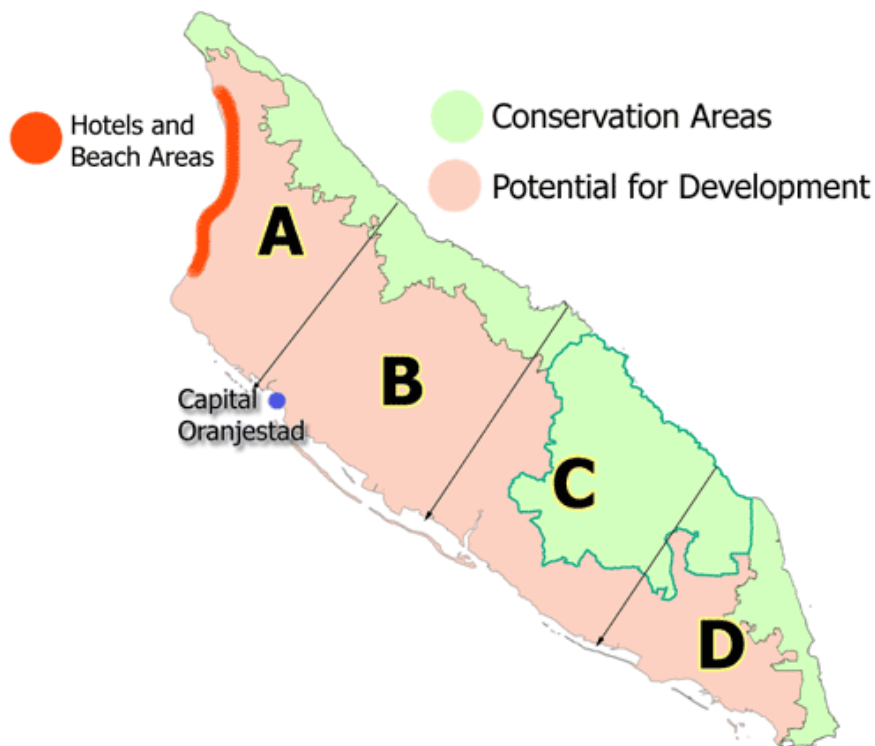 Hotels and
Beach Areas
Conservation Areas
Potential for Development
A
B
Capital
Oranjestad
C
D